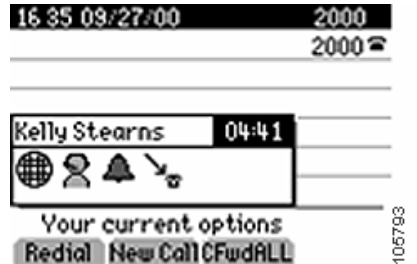 16 35 09/27/00 2000
2000
Kelly Stearns 04:41
Your current options
Redial New Call CFwdALL
105793